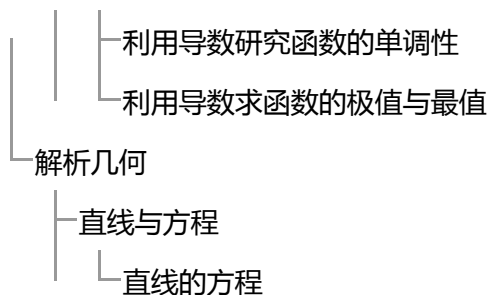 利用导数研究函数的单调性
利用导数求函数的极值与最值
解析几何
直线与方程
直线的方程